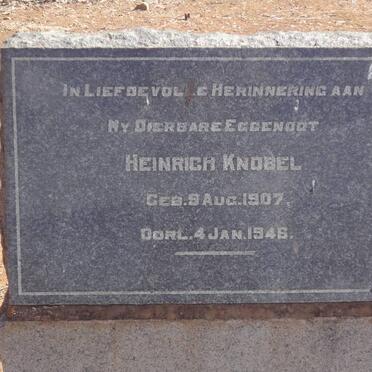 IN LIEFDEVOLLE HERINNERING AAN
MY DIERBARE EGGENOOT
HEINRICH KNOBEL
GEB. 9 AUG. 1907.
OORL. 4 JAN. 1946.